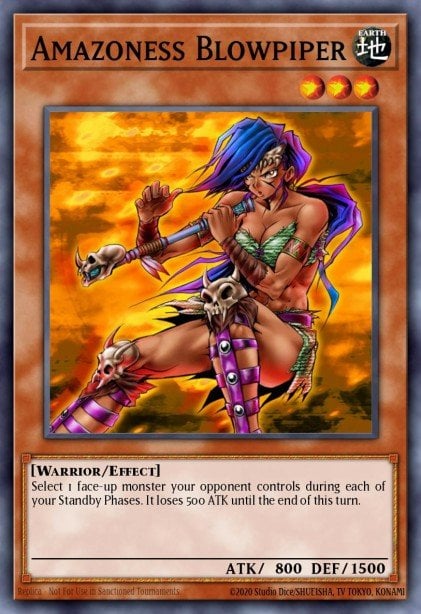 AMAZONESS BLOWPIPER
EARTH
地
[WARRIOR/EFFECT]
Select 1 face-up monster your opponent controls during each of
your Standby Phases. It loses 500 ATK until the end of this turn.
ATK/ 800 DEF/1500
Replica - Not For Use in Sanctioned Tournaments.
©2020 Studio Dice/SHUEISHA, TV TOKYO, KONAMI